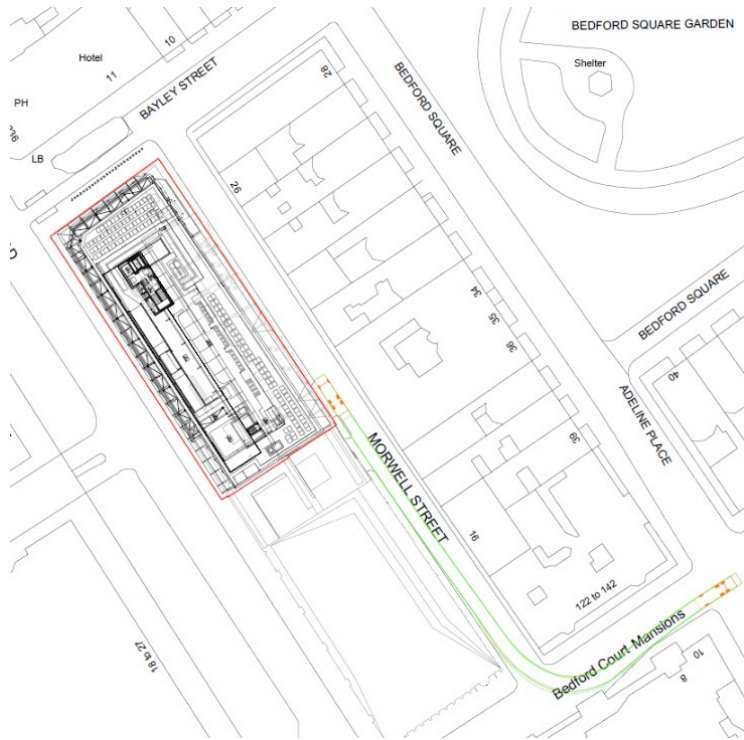 BEDFORD SQUARE GARDEN
Shelter
Hotel
10
11
PH
LB
BAYLEY STREET
28
BEDFORD SQUARE
26
34
35
36
39
BEDFORD SQUARE
40
ADELINE PLACE
MORWELL STREET
16
122 to 142
Bedford Court Mansions
10
8
18 to 27